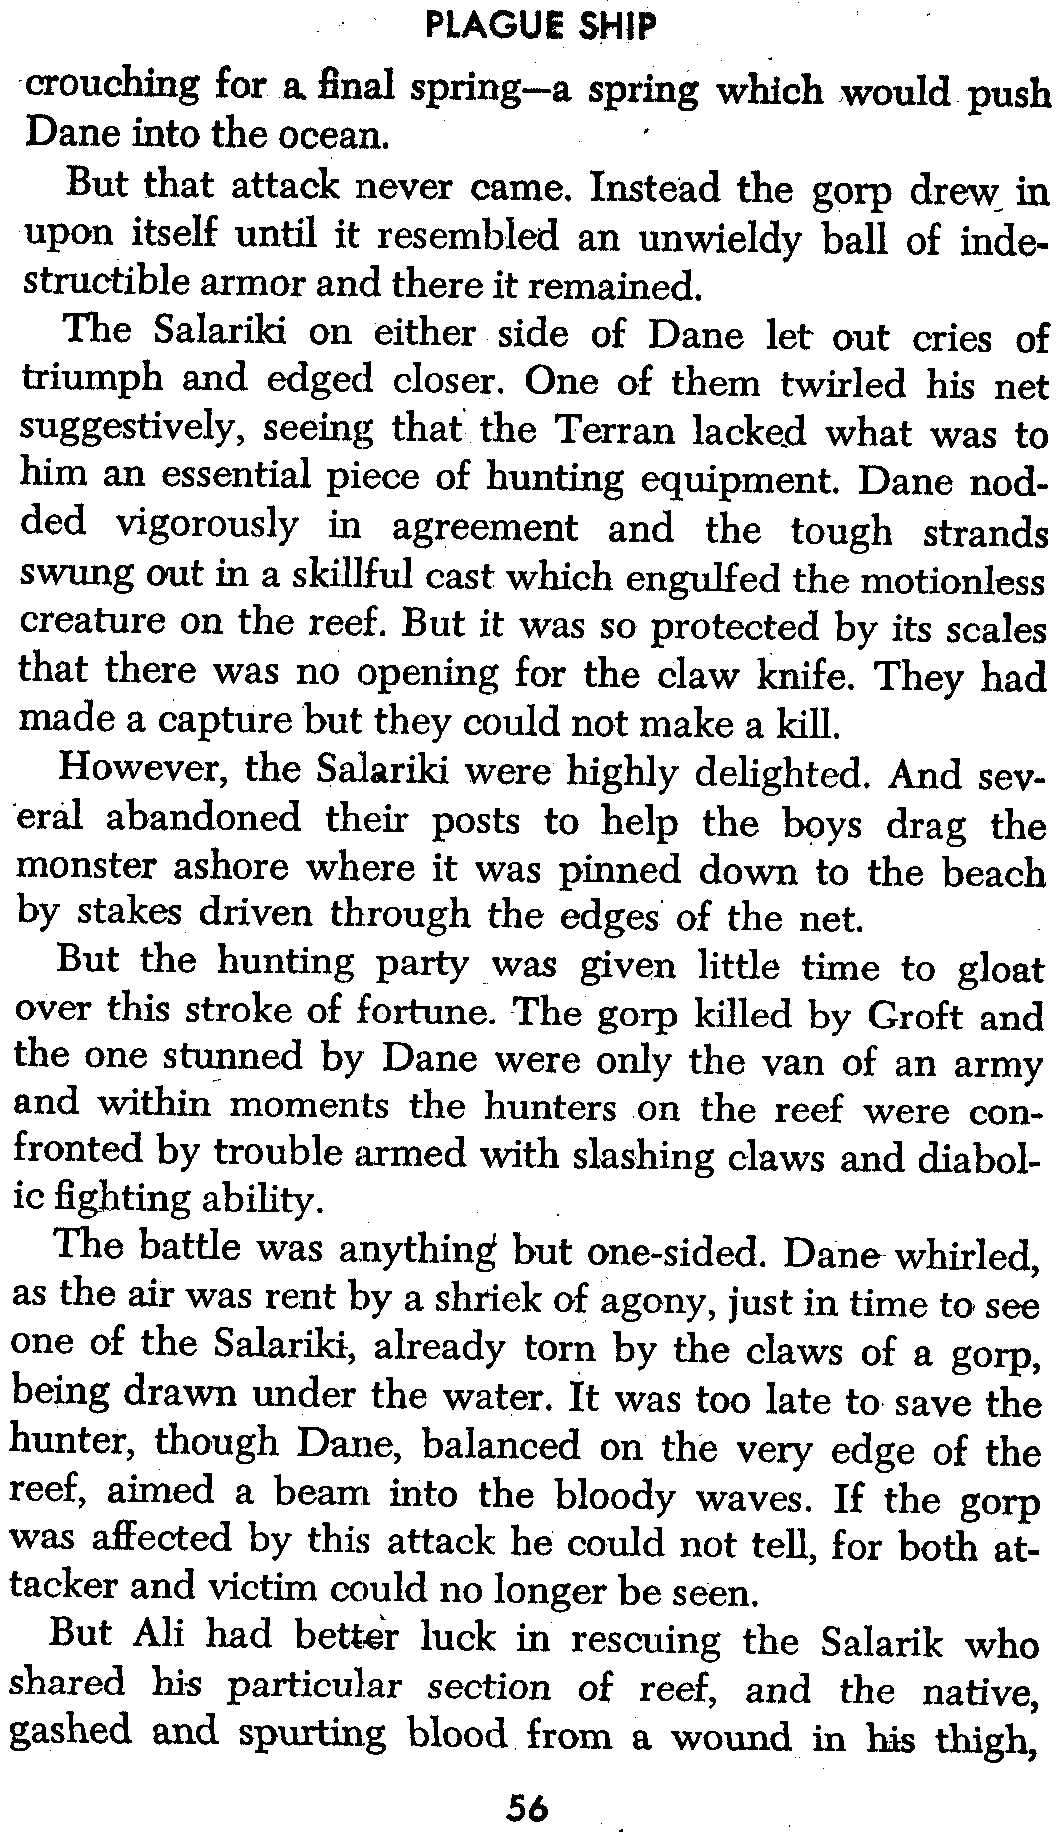 PLAGUE SHIP
crouching for a final spring—a spring which would push
Dane into the ocean.
But that attack never came. Instead the gorp drew in
upon itself until it resembled an unwieldy ball of inde-
structible armor and there it remained.
The Salariki on either side of Dane let out cries of
triumph and edged closer. One of them twirled his net
suggestively, seeing that the Terran lacked what was to
him an essential piece of hunting equipment. Dane nod-
ded vigorously in agreement and the tough strands
swung out in a skillful cast which engulfed the motionless
creature on the reef. But it was so protected by its scales
that there was no opening for the claw knife. They had
made a capture but they could not make a kill.
However, the Salariki were highly delighted. And sev-
eral abandoned their posts to help the boys drag the
monster ashore where it was pinned down to the beach
by stakes driven through the edges of the net.
But the hunting party was given little time to gloat
over this stroke of fortune. The gorp killed by Groft and
the one stunned by Dane were only the van of an army
and within moments the hunters on the reef were con-
fronted by trouble armed with slashing claws and diabol-
ic fighting ability.
The battle was anything but one-sided. Dane whirled,
as the air was rent by a shriek of agony, just in time to see
one of the Salariki, already torn by the claws of a gorp,
being drawn under the water. It was too late to save the
hunter, though Dane, balanced on the very edge of the
reef, aimed a beam into the bloody waves. If the gorp
was affected by this attack he could not tell, for both at-
tacker and victim could no longer be seen.
But Ali had better luck in rescuing the Salarik who
shared his particular section of reef, and the native,
gashed and spurting blood from a wound in his thigh,
56